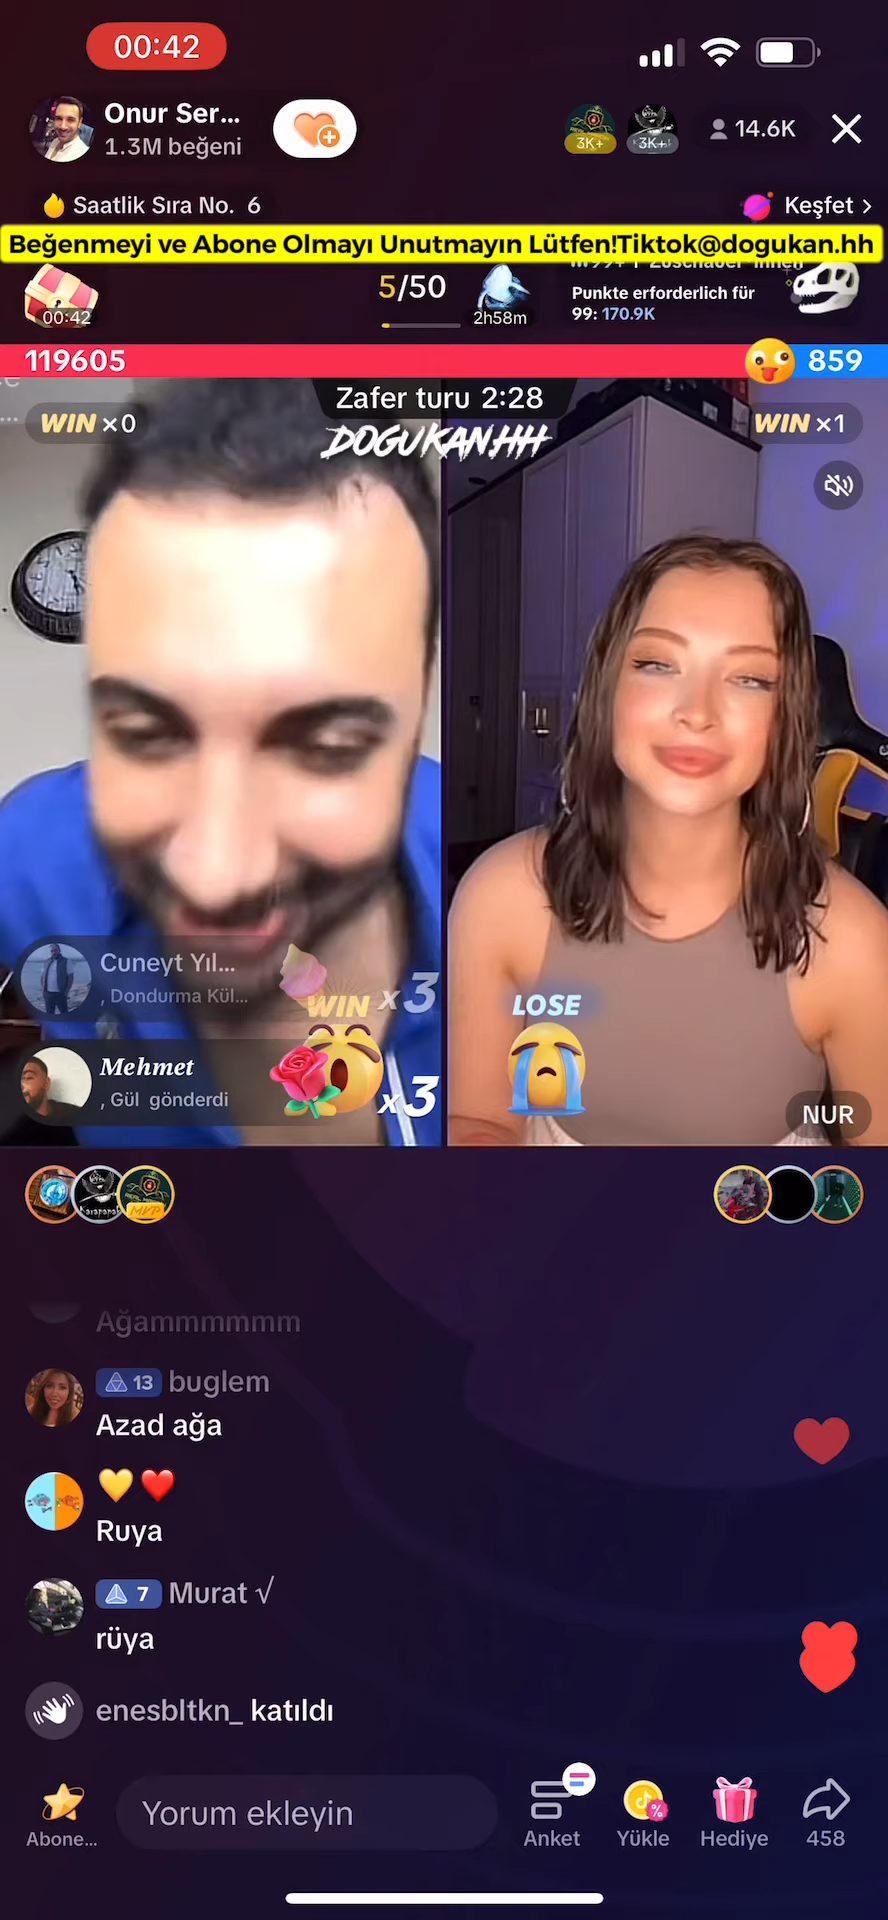 00:42
Onur Ser...
1.3M beğeni
3K+
3K+
14.6K
Saatlik Sıra No. 6
Keşfet >
Beğenmeyi ve Abone Olmayı Unutmayın Lütfen!Tiktok@dogukan.hh
00:42
5/50
2h58m
Punkte erforderlich für
99: 170.9K
119605
859
Zafer turu 2:28
WIN x0
WIN x1
DOGUKAN.HH
Cuneyt Yıl...
, Dondurma Kül...
WIN x3
LOSE
Mehmet
, Gül gönderdi
x3
NUR
MVP
Ağammmmmm
13 buglem
Azad ağa
Ruya
7 Murat √
rüya
enesbltkn_ katıldı
Abone...
Yorum ekleyin
Anket
Yükle
Hediye
458